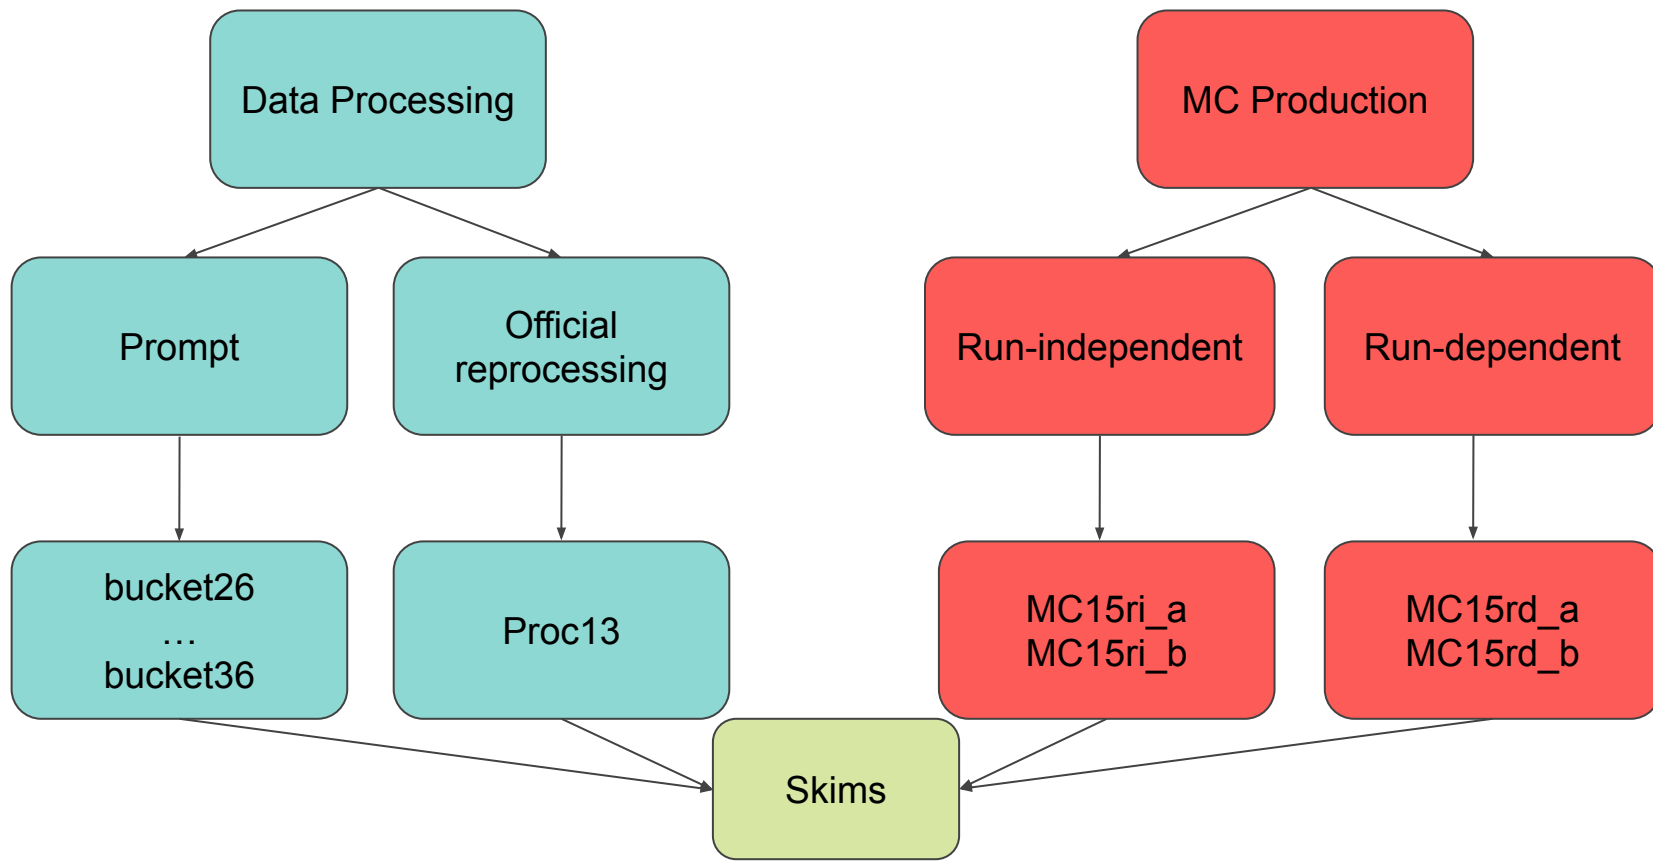 Data Processing
MC Production
Prompt
Official
reprocessing
Run-independent
Run-dependent
bucket26
…
bucket36
Proc13
MC15ri_a
MC15ri_b
MC15rd_a
MC15rd_b
Skims